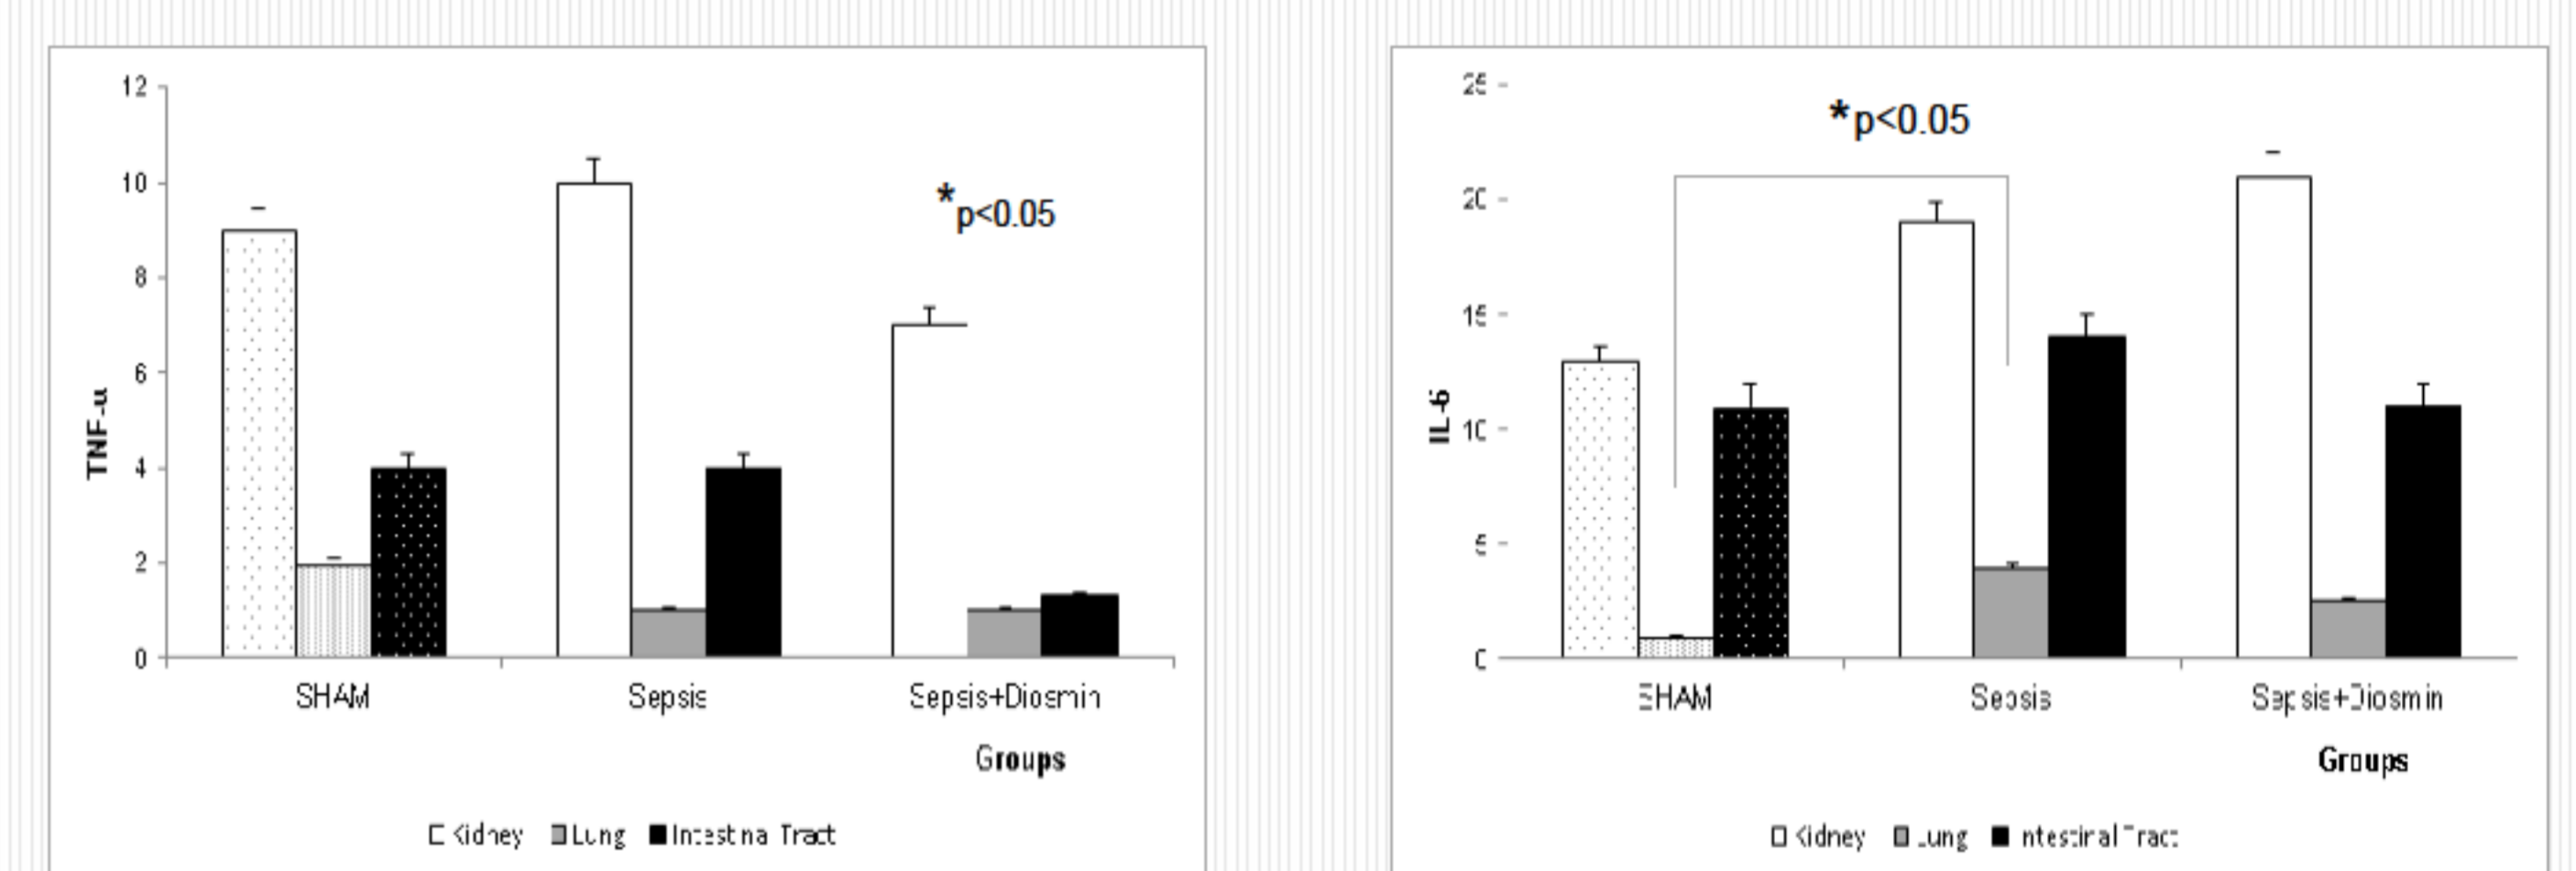 12
10
8
6
4
2
0
TNF-α
*p<0.05
SHAM Sepsis Sepsis+Diosmin
Groups
Kidney Lung Intestinal Tract
25
20
15
10
5
0
IL-6
*p<0.05
SHAM Sepsis Sepsis+Diosmin
Groups
Kidney Lung Intestinal Tract